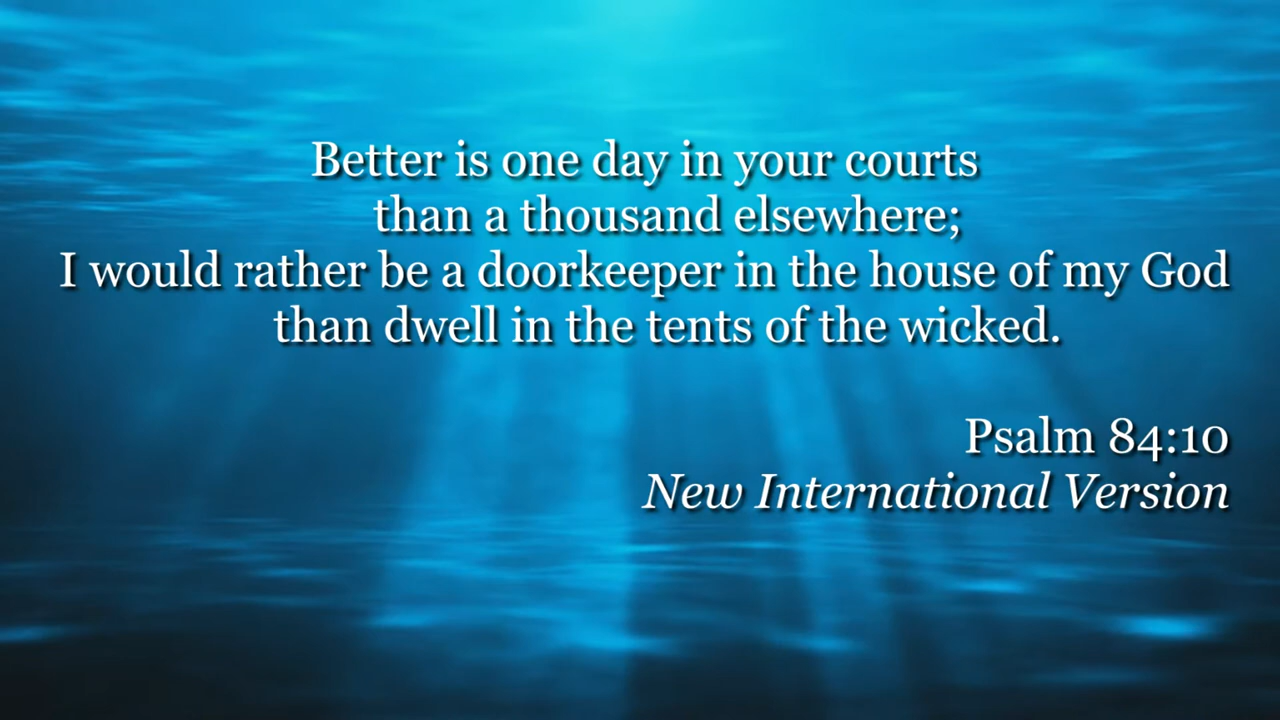 Better is one day in your courts
than a thousand elsewhere;
I would rather be a doorkeeper in the house of my God
than dwell in the tents of the wicked.
Psalm 84:10
New International Version